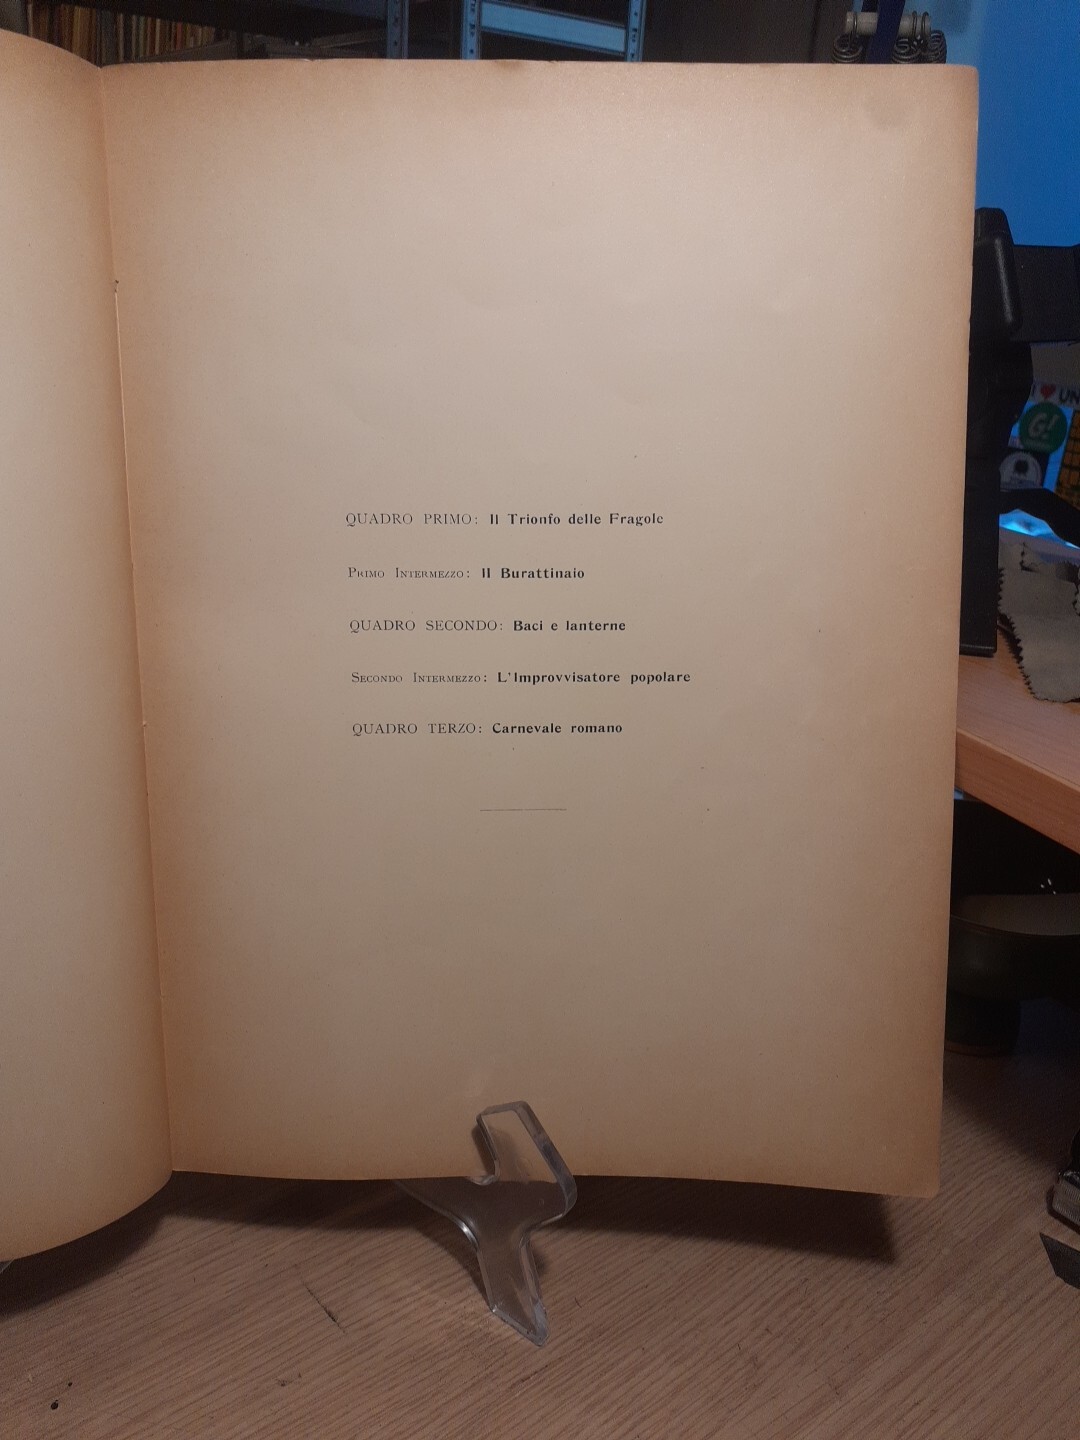 QUADRO PRIMO: Il Trionfo delle Fragole
PRIMO INTERMEZZO: Il Burattinaio
QUADRO SECONDO: Baci e lanterne
SECONDO INTERMEZZO: L'Improvvisatore popolare
QUADRO TERZO: Carnevale romano
I ❤ UN
G!